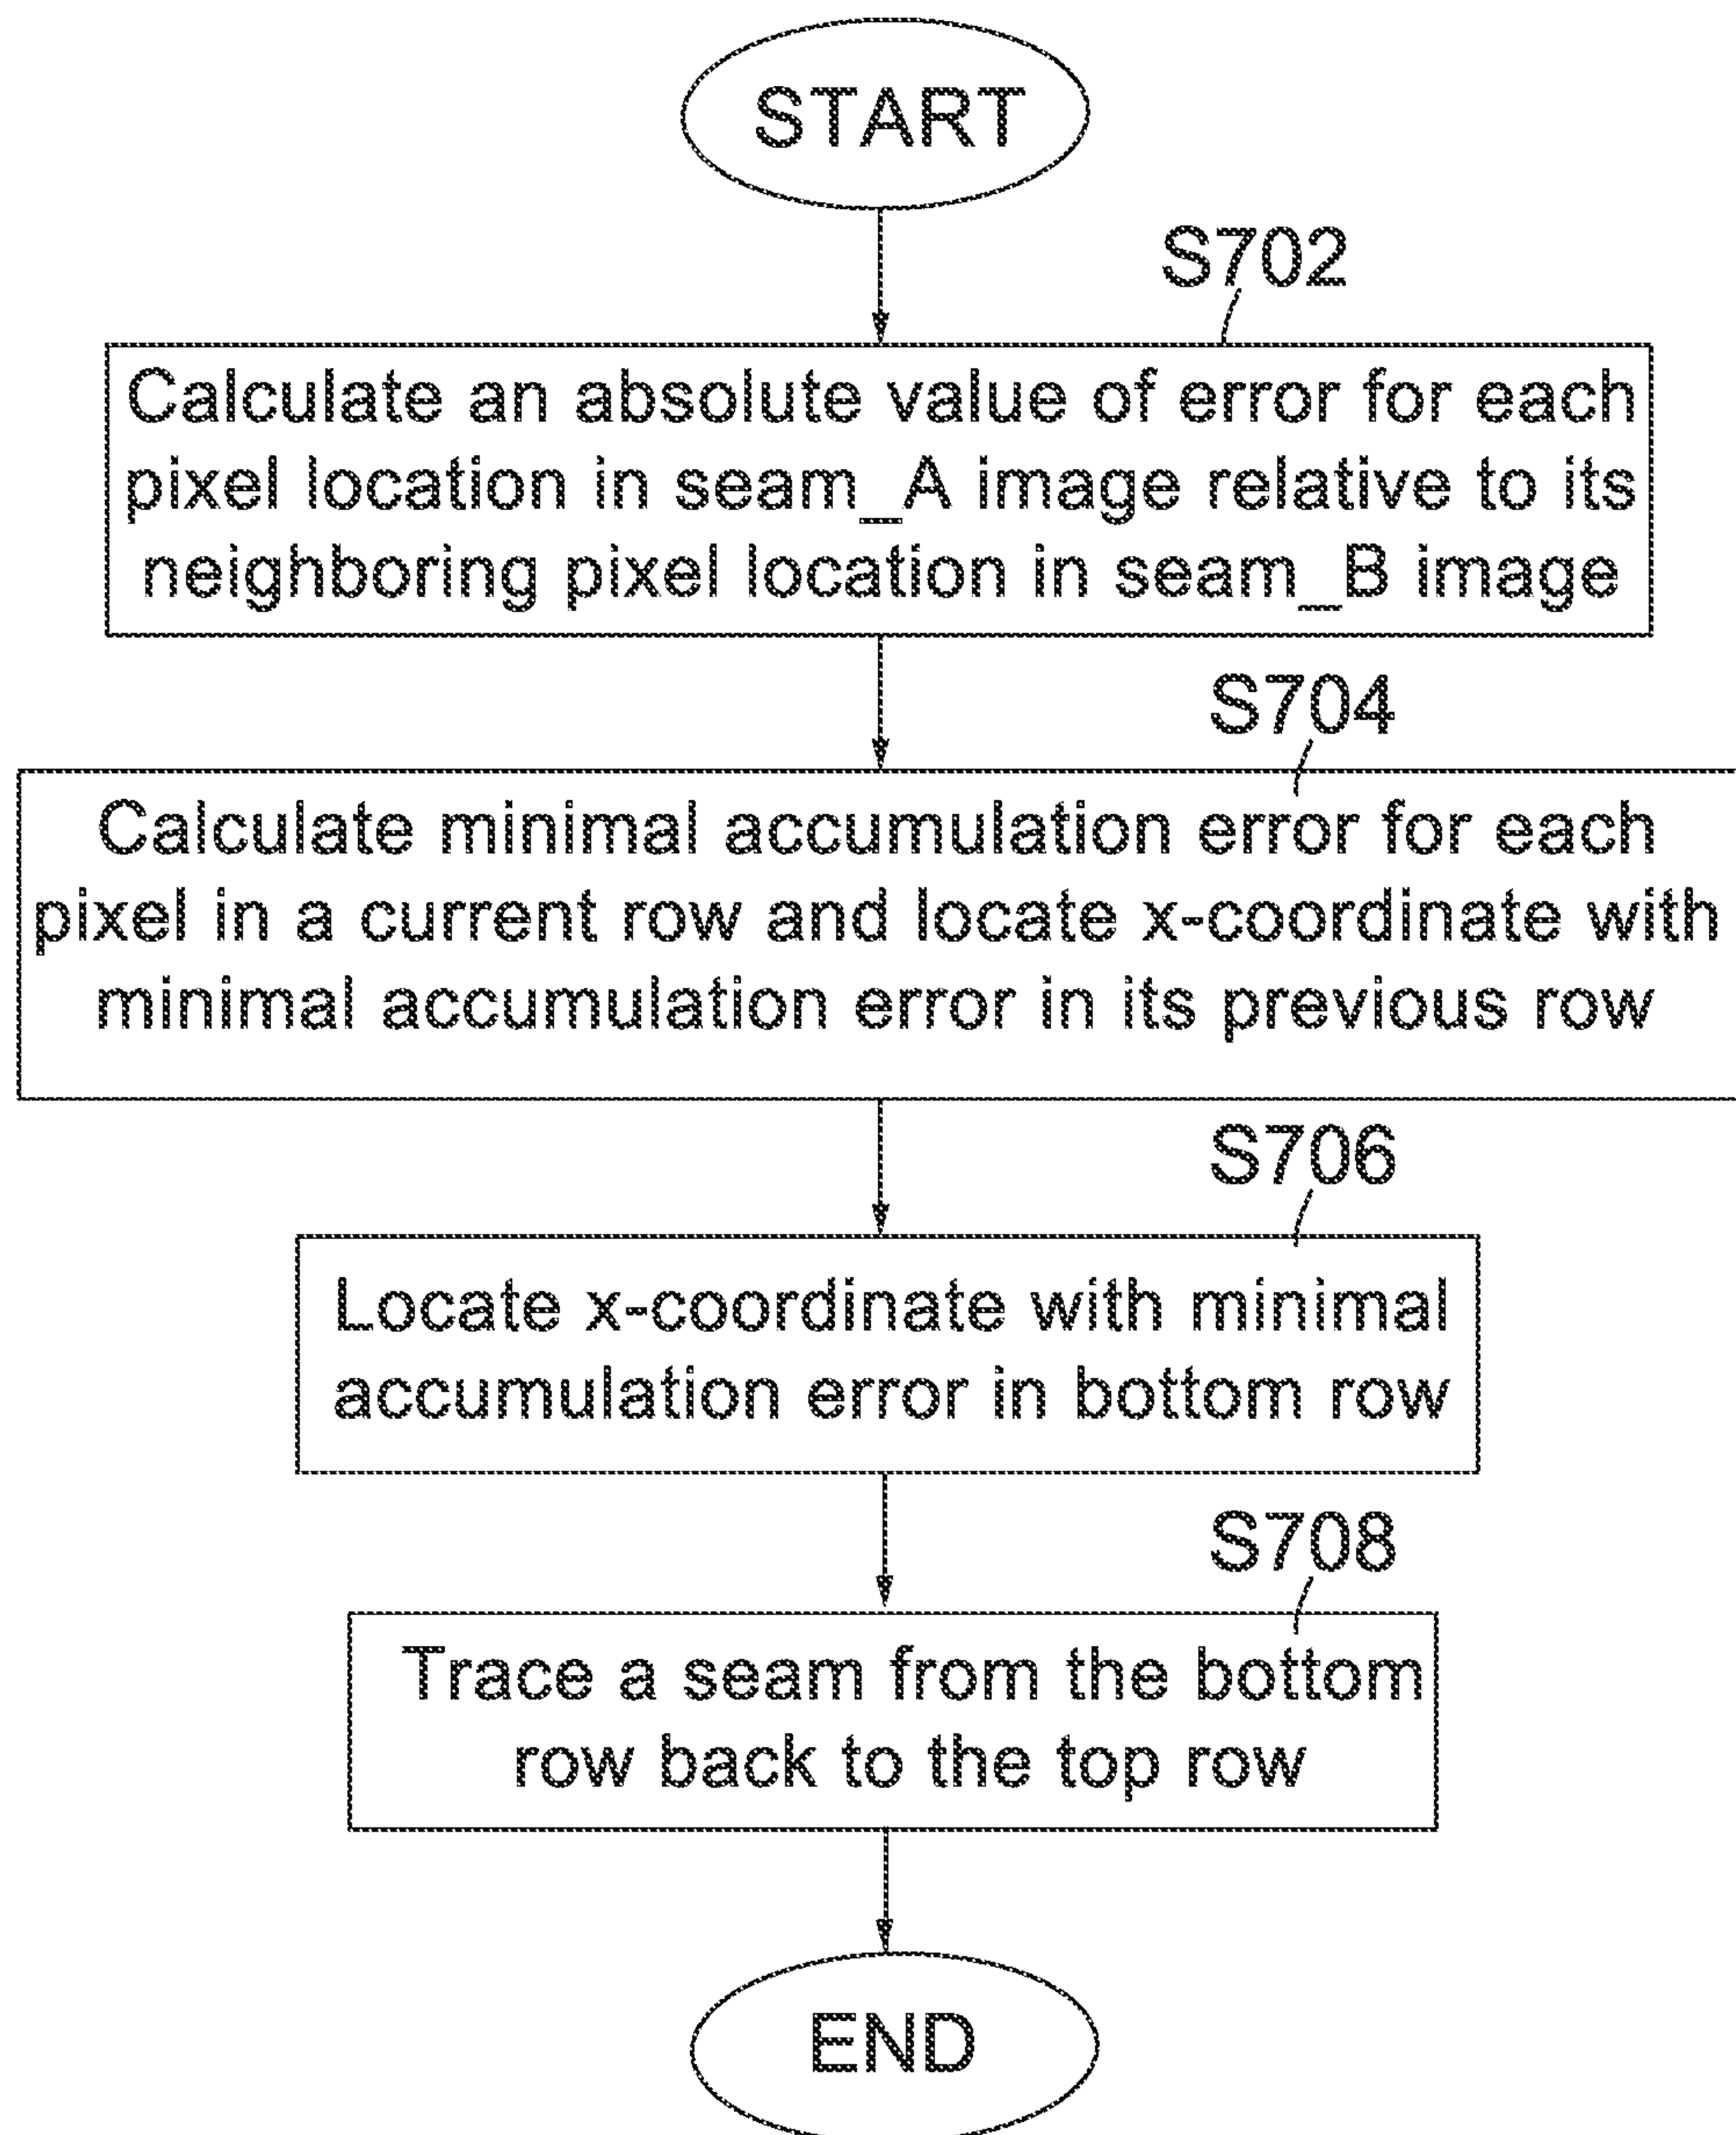 START
S702
Calculate an absolute value of error for each
pixel location in seam_A image relative to its
neighboring pixel location in seam_B image
S704
Calculate minimal accumulation error for each
pixel in a current row and locate x-coordinate with
minimal accumulation error in its previous row
S706
Locate x-coordinate with minimal
accumulation error in bottom row
S708
Trace a seam from the bottom
row back to the top row
END